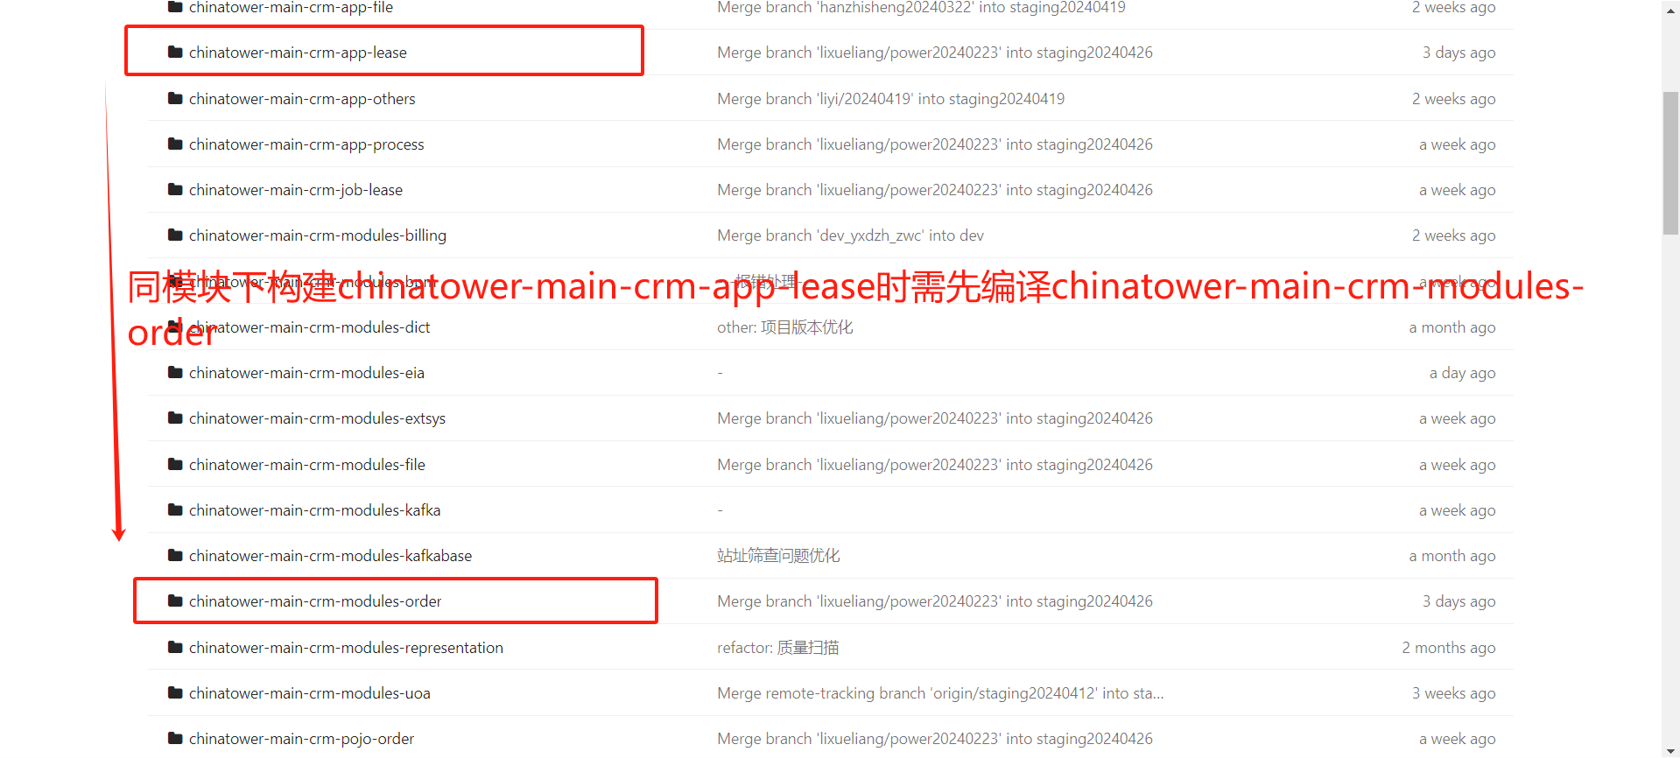 chinatower-main-crm-app-file Merge branch 'hanzhisheng20240322' into staging20240419 2 weeks ago
chinatower-main-crm-app-lease Merge branch 'lixueliang/power20240223' into staging20240426 3 days ago
chinatower-main-crm-app-others Merge branch 'liyi/20240419' into staging20240419 2 weeks ago
chinatower-main-crm-app-process Merge branch 'lixueliang/power20240223' into staging20240426 a week ago
chinatower-main-crm-job-lease Merge branch 'lixueliang/power20240223' into staging20240426 a week ago
chinatower-main-crm-modules-billing Merge branch 'dev_yxdzh_zwc' into dev 2 weeks ago
chinatower-main-crm-modules-bpm 报错处理 a week ago
同模块下构建chinatower-main-crm-app-lease时需先编译chinatower-main-crm-modules-
order
chinatower-main-crm-modules-dict other: 项目版本优化 a month ago
chinatower-main-crm-modules-eia - a day ago
chinatower-main-crm-modules-extsys Merge branch 'lixueliang/power20240223' into staging20240426 a week ago
chinatower-main-crm-modules-file Merge branch 'lixueliang/power20240223' into staging20240426 a week ago
chinatower-main-crm-modules-kafka - a week ago
chinatower-main-crm-modules-kafkabase 站址筛查问题优化 a month ago
chinatower-main-crm-modules-order Merge branch 'lixueliang/power20240223' into staging20240426 3 days ago
chinatower-main-crm-modules-representation refactor: 质量扫描 2 months ago
chinatower-main-crm-modules-uoa Merge remote-tracking branch 'origin/staging20240412' into sta... 3 weeks ago
chinatower-main-crm-pojo-order Merge branch 'lixueliang/power20240223' into staging20240426 a week ago